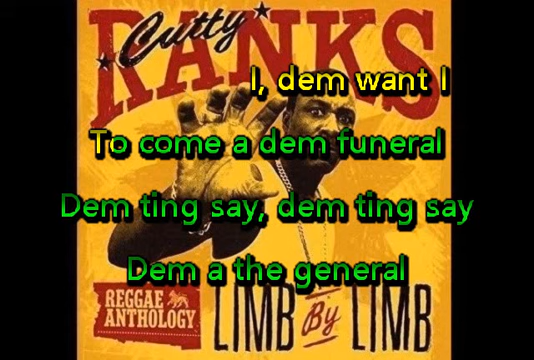 Cutty
RANKS
I, dem want I
To come a dem funeral
Dem ting say, dem ting say
Dem a the general
REGGAE
ANTHOLOGY
LIMB By LIMB